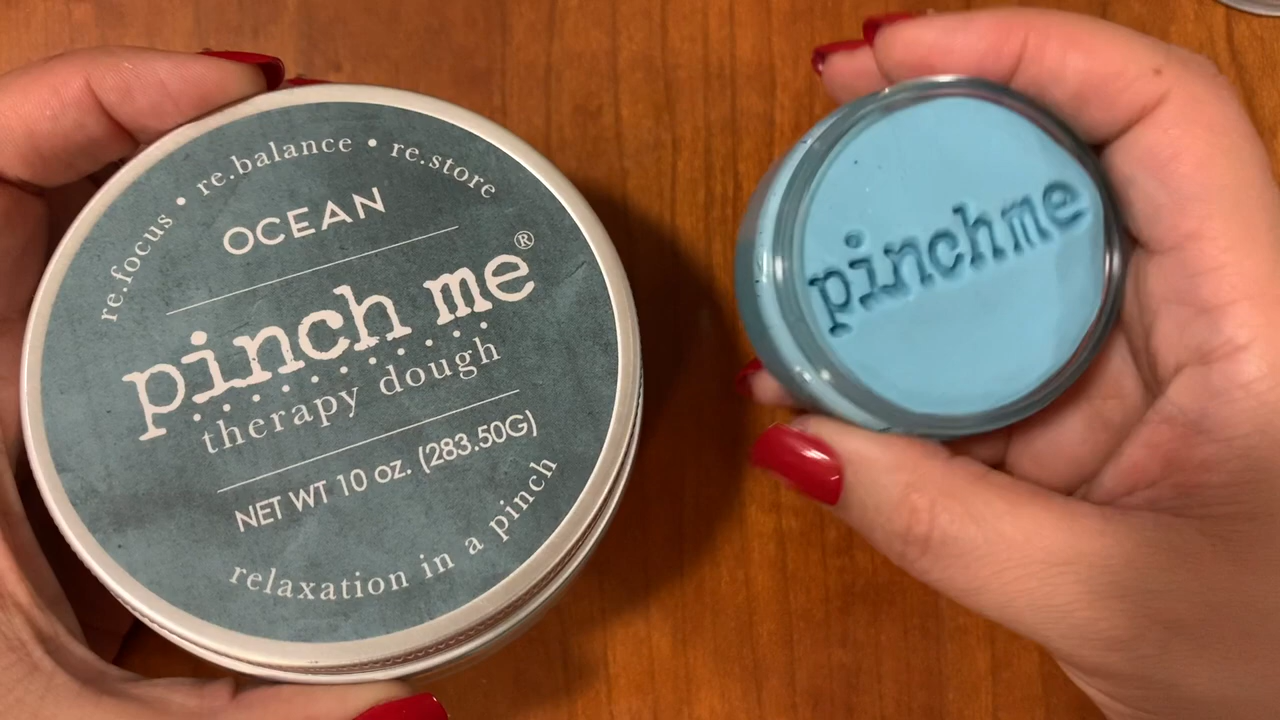 re.focus • re.balance • re.store
OCEAN
pinch me®
therapy dough
NET WT 10 oz. (283.50G)
relaxation in a pinch
pinchme